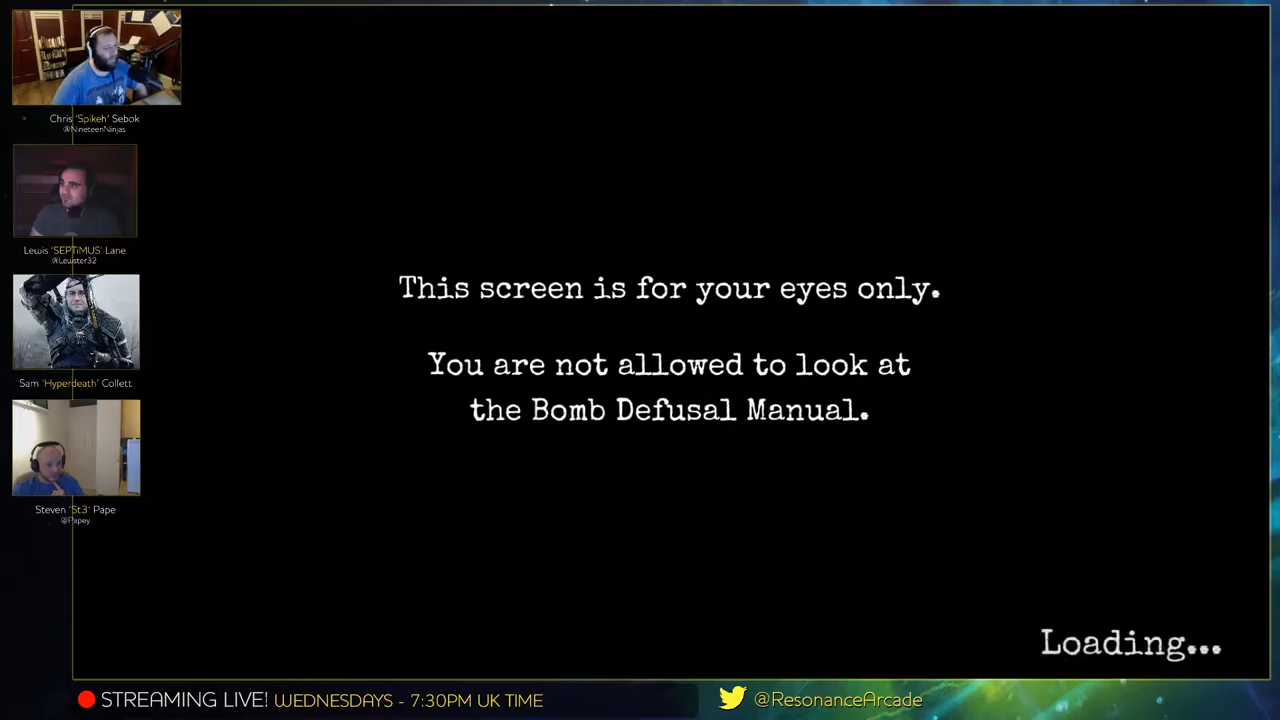 Chris 'Spikeh' Sebok
@NineteenNinjas
Lewis 'SEPTiMUS' Lane
@Lewster32
Sam 'Hyperdeath' Collett
Steven 'St3' Pape
@Papey
This screen is for your eyes only.
You are not allowed to look at
the Bomb Defusal Manual.
Loading...
STREAMING LIVE! WEDNESDAYS - 7:30PM UK TIME
@ResonanceArcade